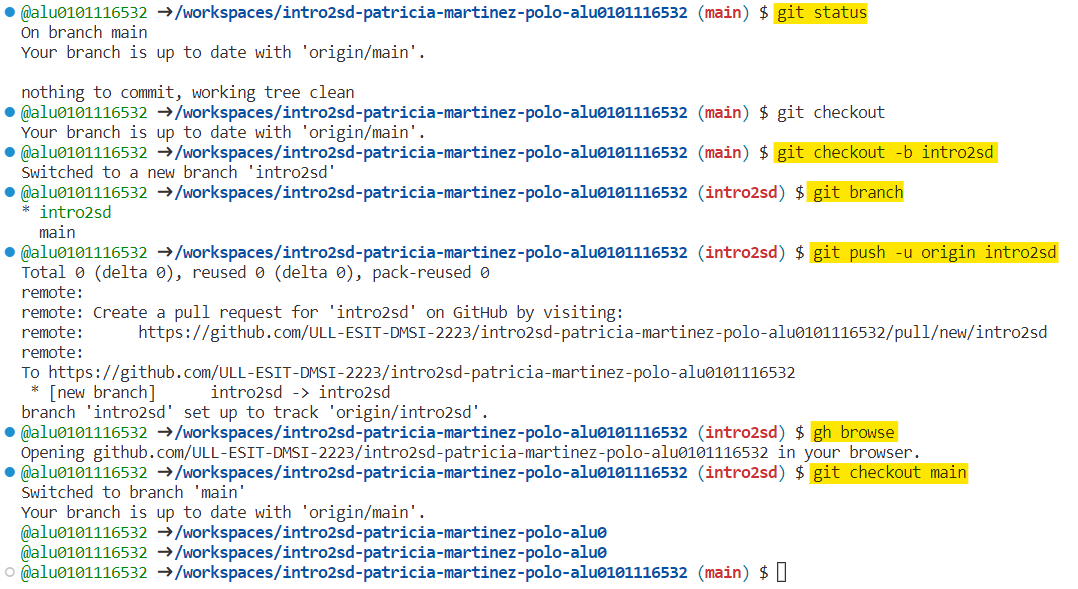 @alu0101116532 ➜/workspaces/intro2sd-patricia-martinez-polo-alu0101116532 (main) $ git status
On branch main
Your branch is up to date with 'origin/main'.
nothing to commit, working tree clean
@alu0101116532 ➜/workspaces/intro2sd-patricia-martinez-polo-alu0101116532 (main) $ git checkout
Your branch is up to date with 'origin/main'.
@alu0101116532 ➜/workspaces/intro2sd-patricia-martinez-polo-alu0101116532 (main) $ git checkout -b intro2sd
Switched to a new branch 'intro2sd'
@alu0101116532 ➜/workspaces/intro2sd-patricia-martinez-polo-alu0101116532 (intro2sd) $ git branch
* intro2sd
  main
@alu0101116532 ➜/workspaces/intro2sd-patricia-martinez-polo-alu0101116532 (intro2sd) $ git push -u origin intro2sd
Total 0 (delta 0), reused 0 (delta 0), pack-reused 0
remote:
remote: Create a pull request for 'intro2sd' on GitHub by visiting:
remote:      https://github.com/ULL-ESIT-DMSI-2223/intro2sd-patricia-martinez-polo-alu0101116532/pull/new/intro2sd
remote:
To https://github.com/ULL-ESIT-DMSI-2223/intro2sd-patricia-martinez-polo-alu0101116532
 * [new branch]      intro2sd -> intro2sd
branch 'intro2sd' set up to track 'origin/intro2sd'.
@alu0101116532 ➜/workspaces/intro2sd-patricia-martinez-polo-alu0101116532 (intro2sd) $ gh browse
Opening github.com/ULL-ESIT-DMSI-2223/intro2sd-patricia-martinez-polo-alu0101116532 in your browser.
@alu0101116532 ➜/workspaces/intro2sd-patricia-martinez-polo-alu0101116532 (intro2sd) $ git checkout main
Switched to branch 'main'
Your branch is up to date with 'origin/main'.
@alu0101116532 ➜/workspaces/intro2sd-patricia-martinez-polo-alu0
@alu0101116532 ➜/workspaces/intro2sd-patricia-martinez-polo-alu0
@alu0101116532 ➜/workspaces/intro2sd-patricia-martinez-polo-alu0101116532 (main) $